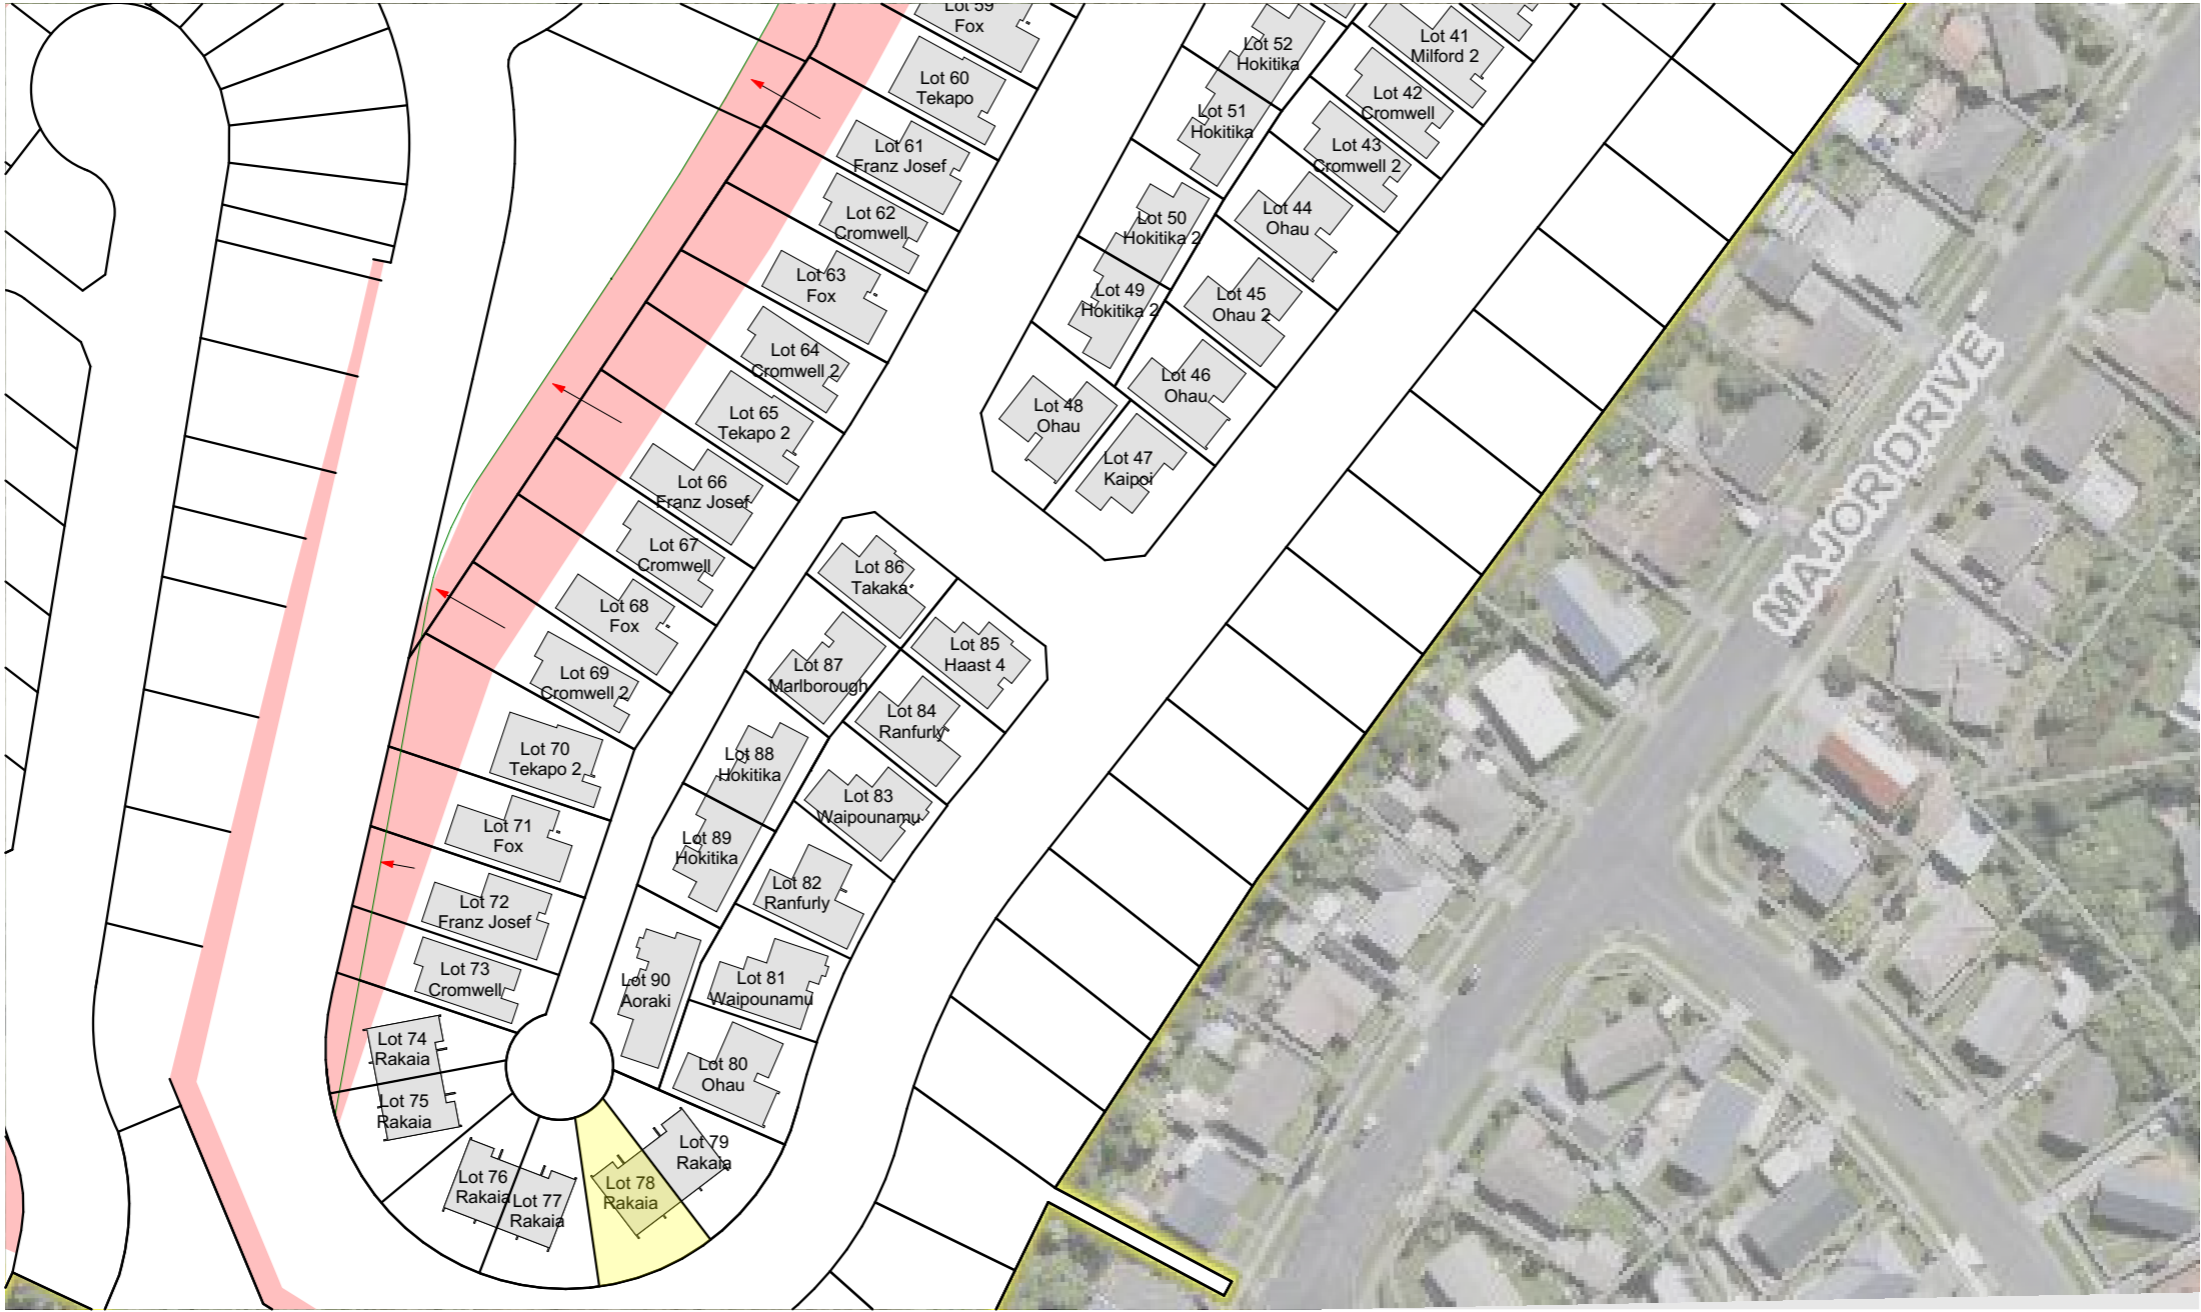 Lot 59
Fox
Lot 60
Tekapo
Lot 61
Franz Josef
Lot 62
Cromwell
Lot 63
Fox
Lot 64
Cromwell 2
Lot 65
Tekapo 2
Lot 66
Franz Josef
Lot 67
Cromwell
Lot 68
Fox
Lot 69
Cromwell 2
Lot 70
Tekapo 2
Lot 71
Fox
Lot 72
Franz Josef
Lot 73
Cromwell
Lot 74
Rakaia
Lot 75
Rakaia
Lot 76
Rakaia
Lot 77
Rakaia
Lot 78
Rakaia
Lot 79
Rakaia
Lot 80
Ohau
Lot 81
Waipounamu
Lot 82
Ranfurly
Lot 83
Waipounamu
Lot 84
Ranfurly
Lot 85
Haast 4
Lot 86
Takaka
Lot 87
Marlborough
Lot 88
Hokitika
Lot 89
Hokitika
Lot 90
Aoraki
Lot 52
Hokitika
Lot 51
Hokitika
Lot 50
Hokitika 2
Lot 49
Hokitika 2
Lot 48
Ohau
Lot 47
Kaipoi
Lot 46
Ohau
Lot 45
Ohau 2
Lot 44
Ohau
Lot 43
Cromwell 2
Lot 42
Cromwell
Lot 41
Milford 2
MAJOR DRIVE